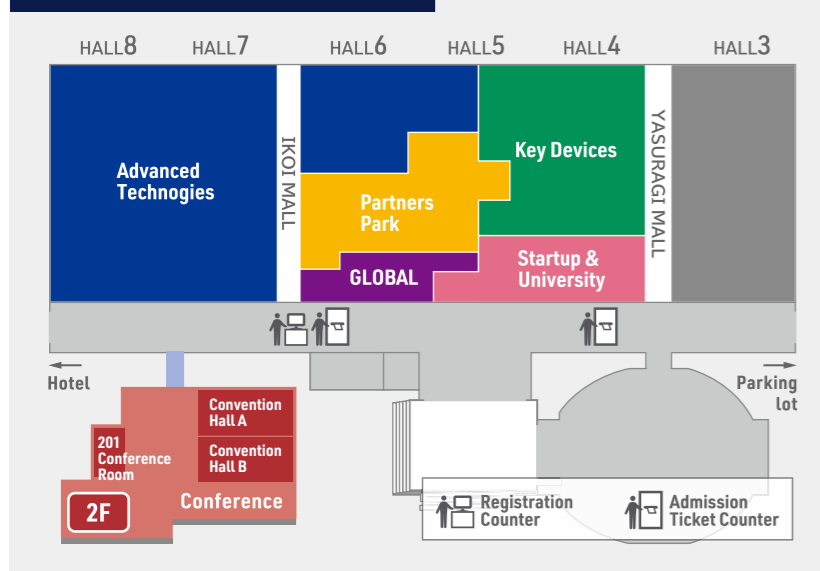 HALL8 HALL7 HALL6 HALL5 HALL4 HALL3
Advanced
Technogies
IKOI MALL
Partners
Park
GLOBAL
Key Devices
Startup &
University
YASURAGI MALL
Hotel
Parking
lot
Convention
Hall A
Convention
Hall B
201
Conference
Room
Conference
2F
Registration
Counter
Admission
Ticket Counter